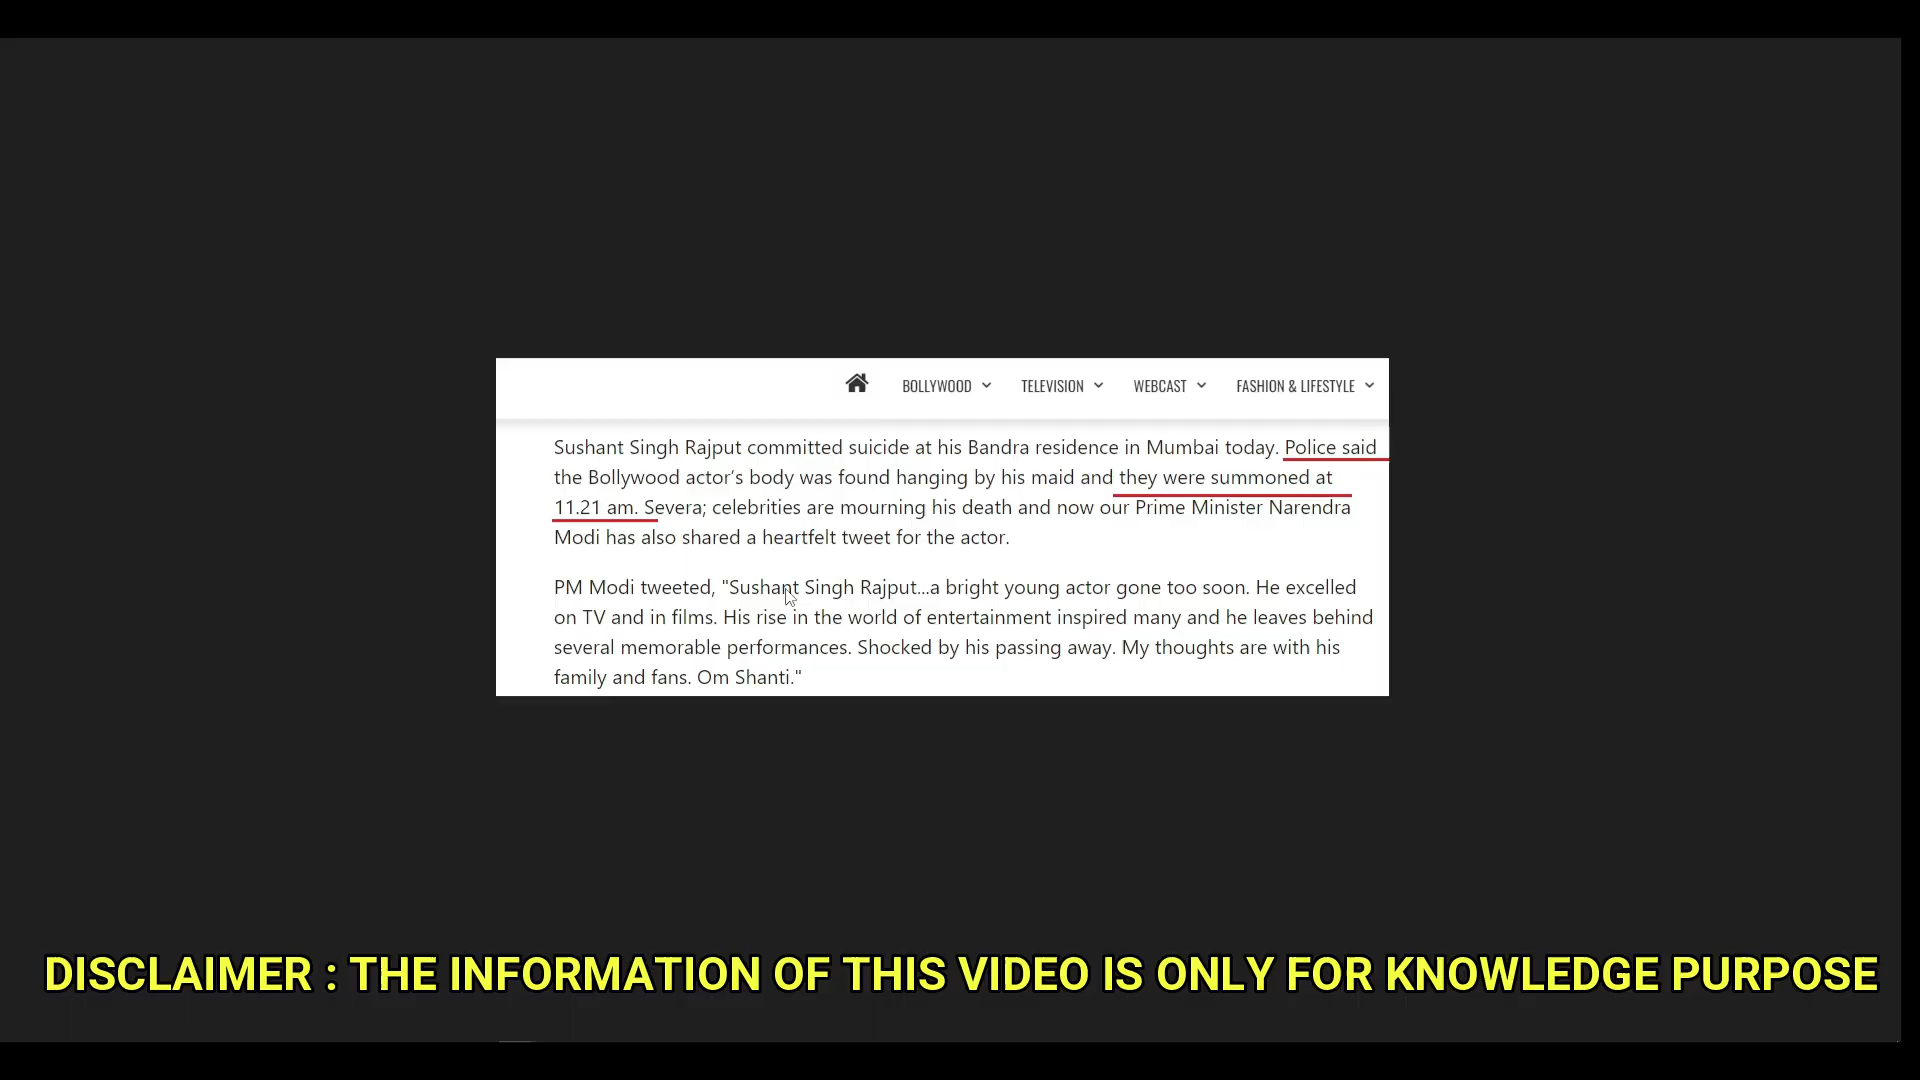 BOLLYWOOD TELEVISION WEBCAST FASHION & LIFESTYLE
Sushant Singh Rajput committed suicide at his Bandra residence in Mumbai today. Police said
the Bollywood actor's body was found hanging by his maid and they were summoned at
11.21 am. Severa; celebrities are mourning his death and now our Prime Minister Narendra
Modi has also shared a heartfelt tweet for the actor.
PM Modi tweeted, "Sushant Singh Rajput...a bright young actor gone too soon. He excelled
on TV and in films. His rise in the world of entertainment inspired many and he leaves behind
several memorable performances. Shocked by his passing away. My thoughts are with his
family and fans. Om Shanti."
DISCLAIMER : THE INFORMATION OF THIS VIDEO IS ONLY FOR KNOWLEDGE PURPOSE